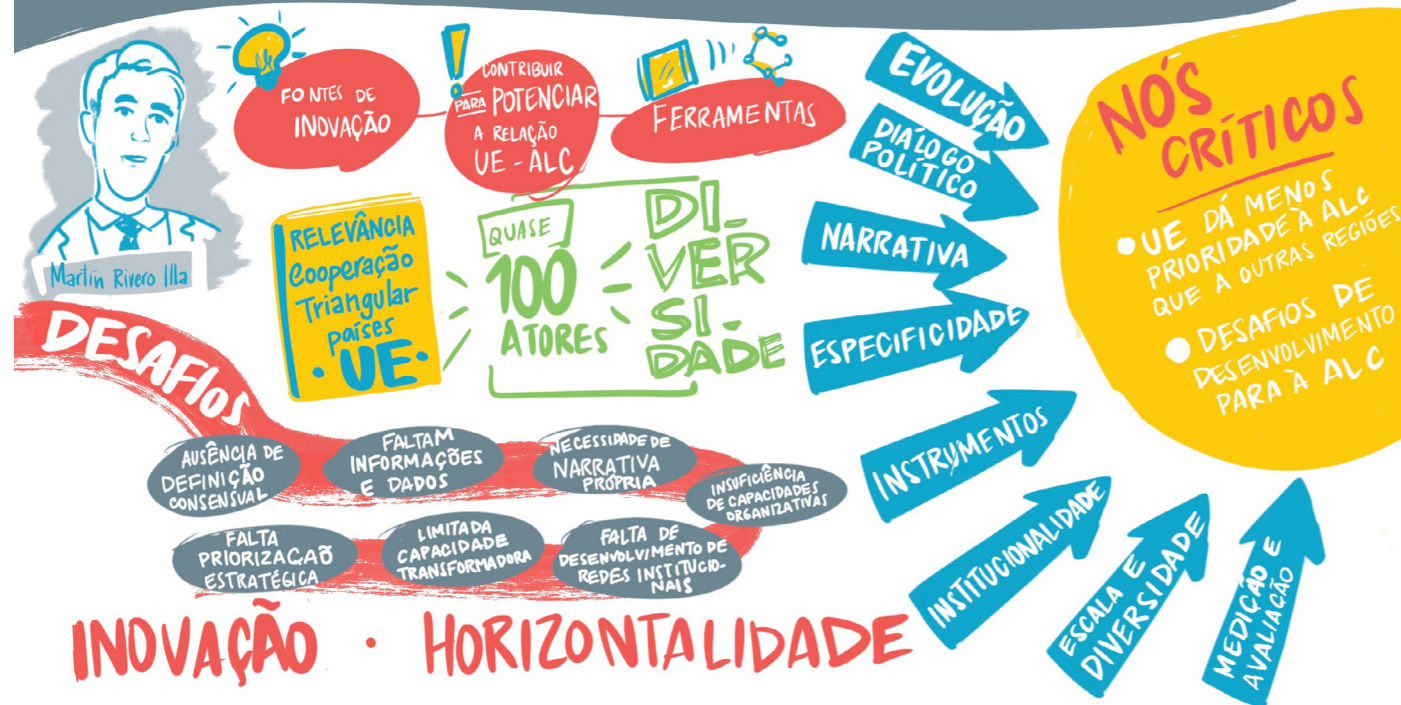 Martín Rivero Illa
FONTES DE
INOVAÇÃO
CONTRIBUIR
PARA POTENCIAR
A RELAÇÃO
UE - ALC
FERRAMENTAS
RELEVÂNCIA
Cooperação
Triangular
países
• UE •
QUASE
100
ATORES
DI-
VER
SI-
DADE
DESAFIOS
AUSÊNCIA DE
DEFINIÇÃO
CONSENSUAL
FALTAM
INFORMAÇÕES
E DADOS
NECESSIDADE DE
NARRATIVA
PRÓPRIA
INSUFICIÊNCIA
DE CAPACIDADES
ORGANIZATIVAS
FALTA
PRIORIZAÇÃO
ESTRATÉGICA
LIMITADA
CAPACIDADE
TRANSFORMADORA
FALTA DE
DESENVOLVIMENTO DE
REDES INSTITUCIO-
NAIS
INOVAÇÃO • HORIZONTALIDADE
EVOLUÇÃO
DIÁLOGO
POLÍTICO
NARRATIVA
ESPECIFICIDADE
INSTRUMENTOS
INSTITUCIONALIDADE
ESCALA E
DIVERSIDADE
MEDIÇÃO E
AVALIAÇÃO
NÓS
CRÍTICOS
• UE DÁ MENOS
PRIORIDADE À ALC
QUE A OUTRAS REGIÕES
• DESAFIOS DE
DESENVOLVIMENTO
PARA À ALC